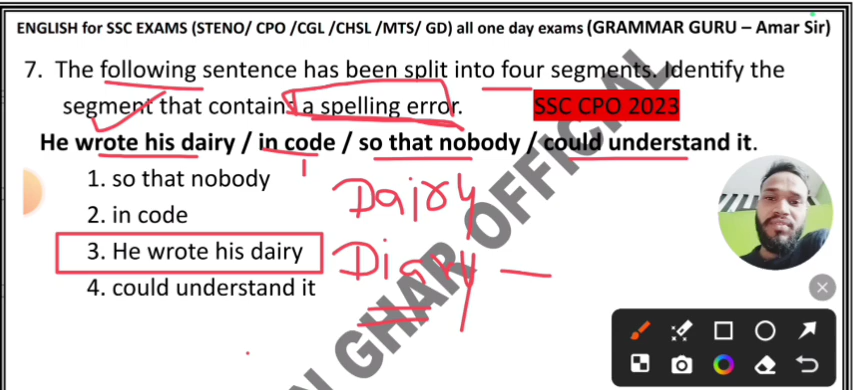 ENGLISH for SSC EXAMS (STENO/ CPO /CGL /CHSL /MTS/ GD) all one day exams (GRAMMAR GURU – Amar Sir)
7. The following sentence has been split into four segments. Identify the
segment that contains a spelling error. SSC CPO 2023
He wrote his dairy / in code / so that nobody / could understand it.
1. so that nobody
2. in code
3. He wrote his dairy
4. could understand it
Dairy
Diary —
GHAR OFFICIAL